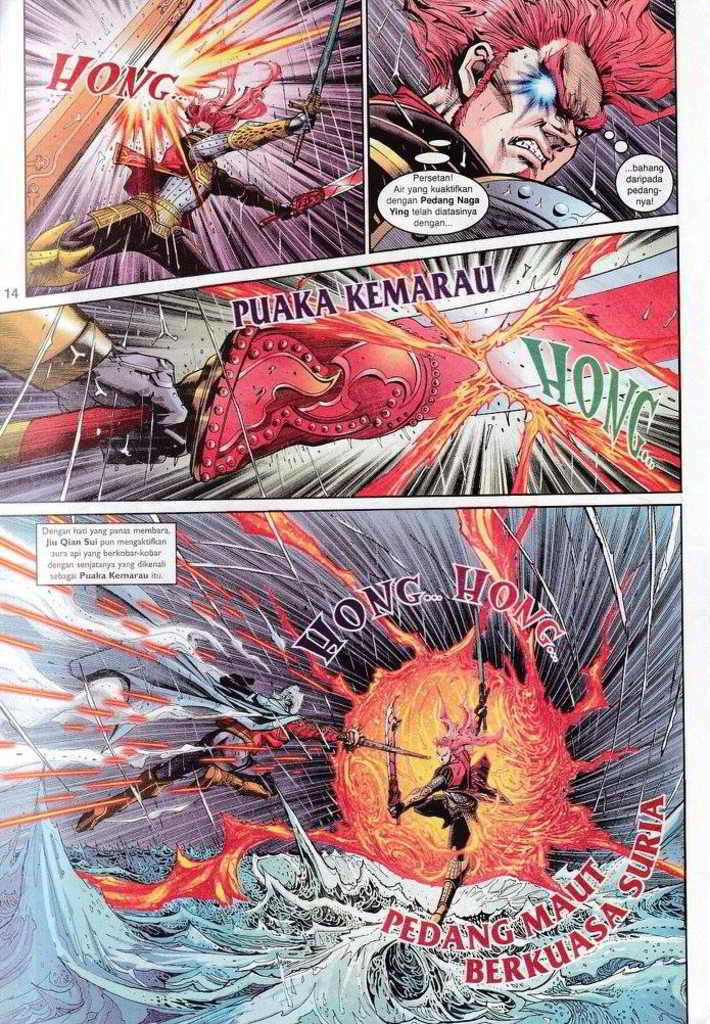 HONG...
Persetan!
Air yang kuaktifkan
dengan Pedang Naga
Ying telah diatasinya
dengan...
...bahang
daripada
pedang-
nya!
14
PUAKA KEMARAU
HONG...
Dengan hati yang panas membara,
Jiu Qian Sui pun mengaktifkan
aura api yang berkobar-kobar
dengan senjatanya yang dikenali
sebagai Puaka Kemarau itu.
HONG... HONG...
PEDANG MAUT
BERKUASA SURIA